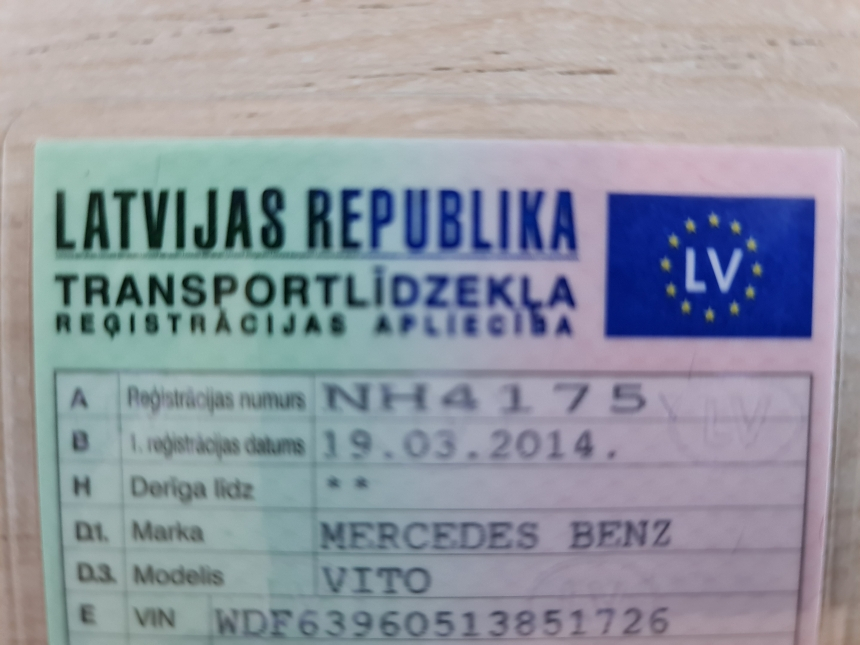 LATVIJAS REPUBLIKA
TRANSPORTLĪDZEKĻA
REĢISTRĀCIJAS APLIECĪBA
LV
A Reģistrācijas numurs NH4175
B 1. reģistrācijas datums 19.03.2014.
H Derīga līdz **
D.1. Marka MERCEDES BENZ
D.3. Modelis VITO
E VIN WDF63960513851726